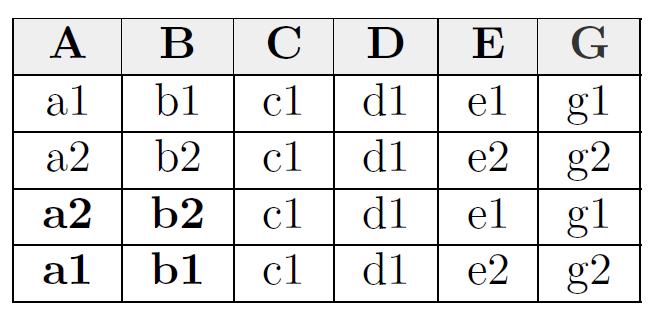 A B C D E G
a1 b1 c1 d1 e1 g1
a2 b2 c1 d1 e2 g2
a2 b2 c1 d1 e1 g1
a1 b1 c1 d1 e2 g2